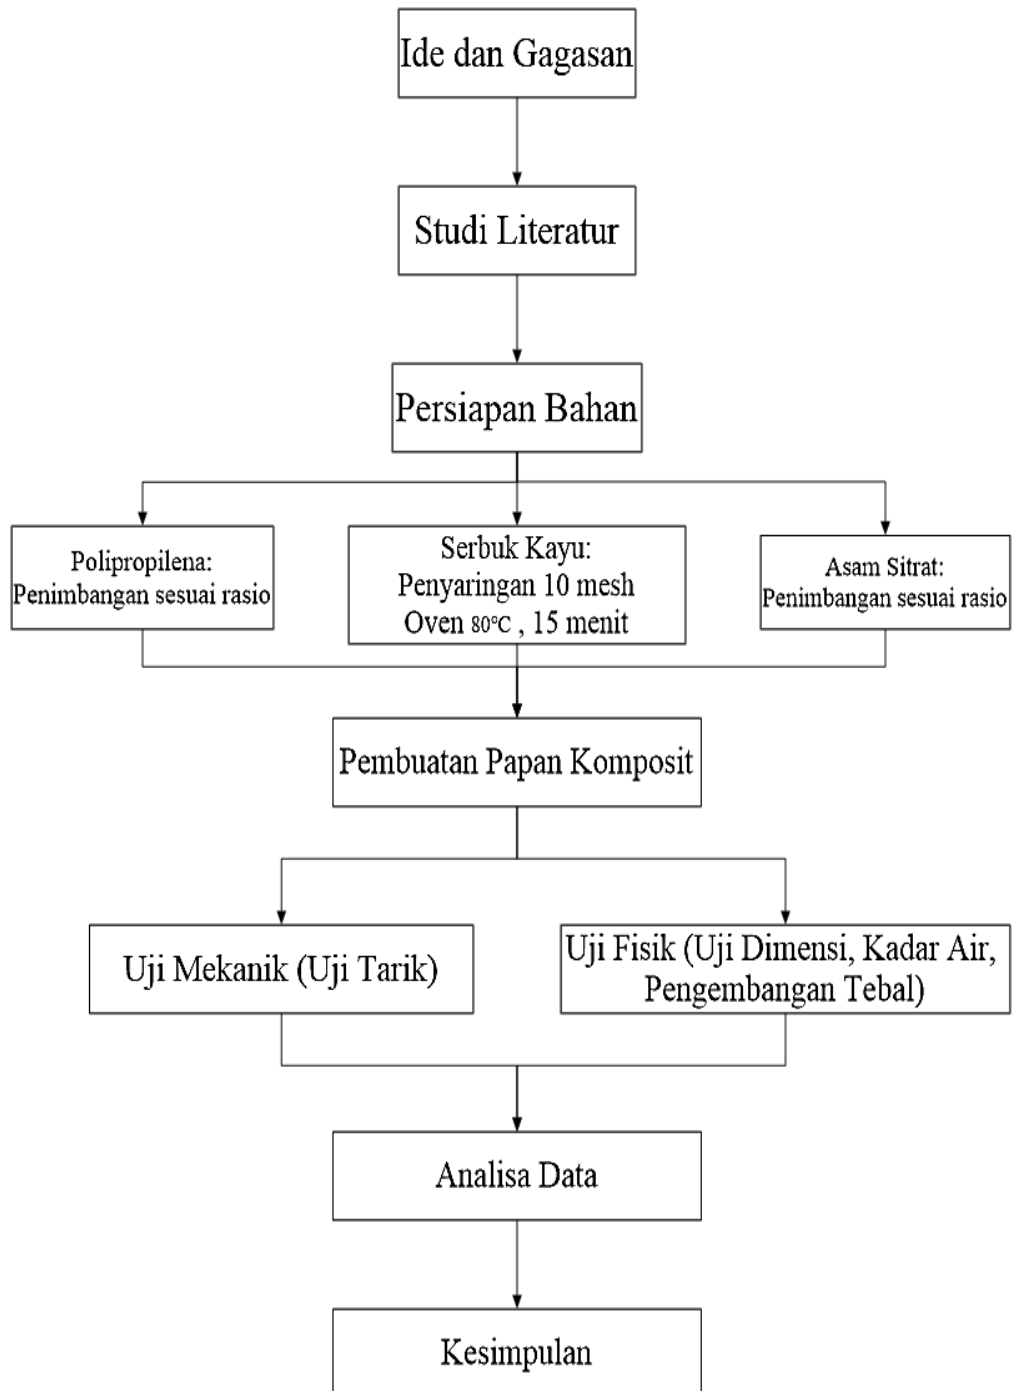 Ide dan Gagasan
Studi Literatur
Persiapan Bahan
Polipropilena:
Penimbangan sesuai rasio
Serbuk Kayu:
Penyaringan 10 mesh
Oven 80°C , 15 menit
Asam Sitrat:
Penimbangan sesuai rasio
Pembuatan Papan Komposit
Uji Mekanik (Uji Tarik)
Uji Fisik (Uji Dimensi, Kadar Air,
Pengembangan Tebal)
Analisa Data
Kesimpulan